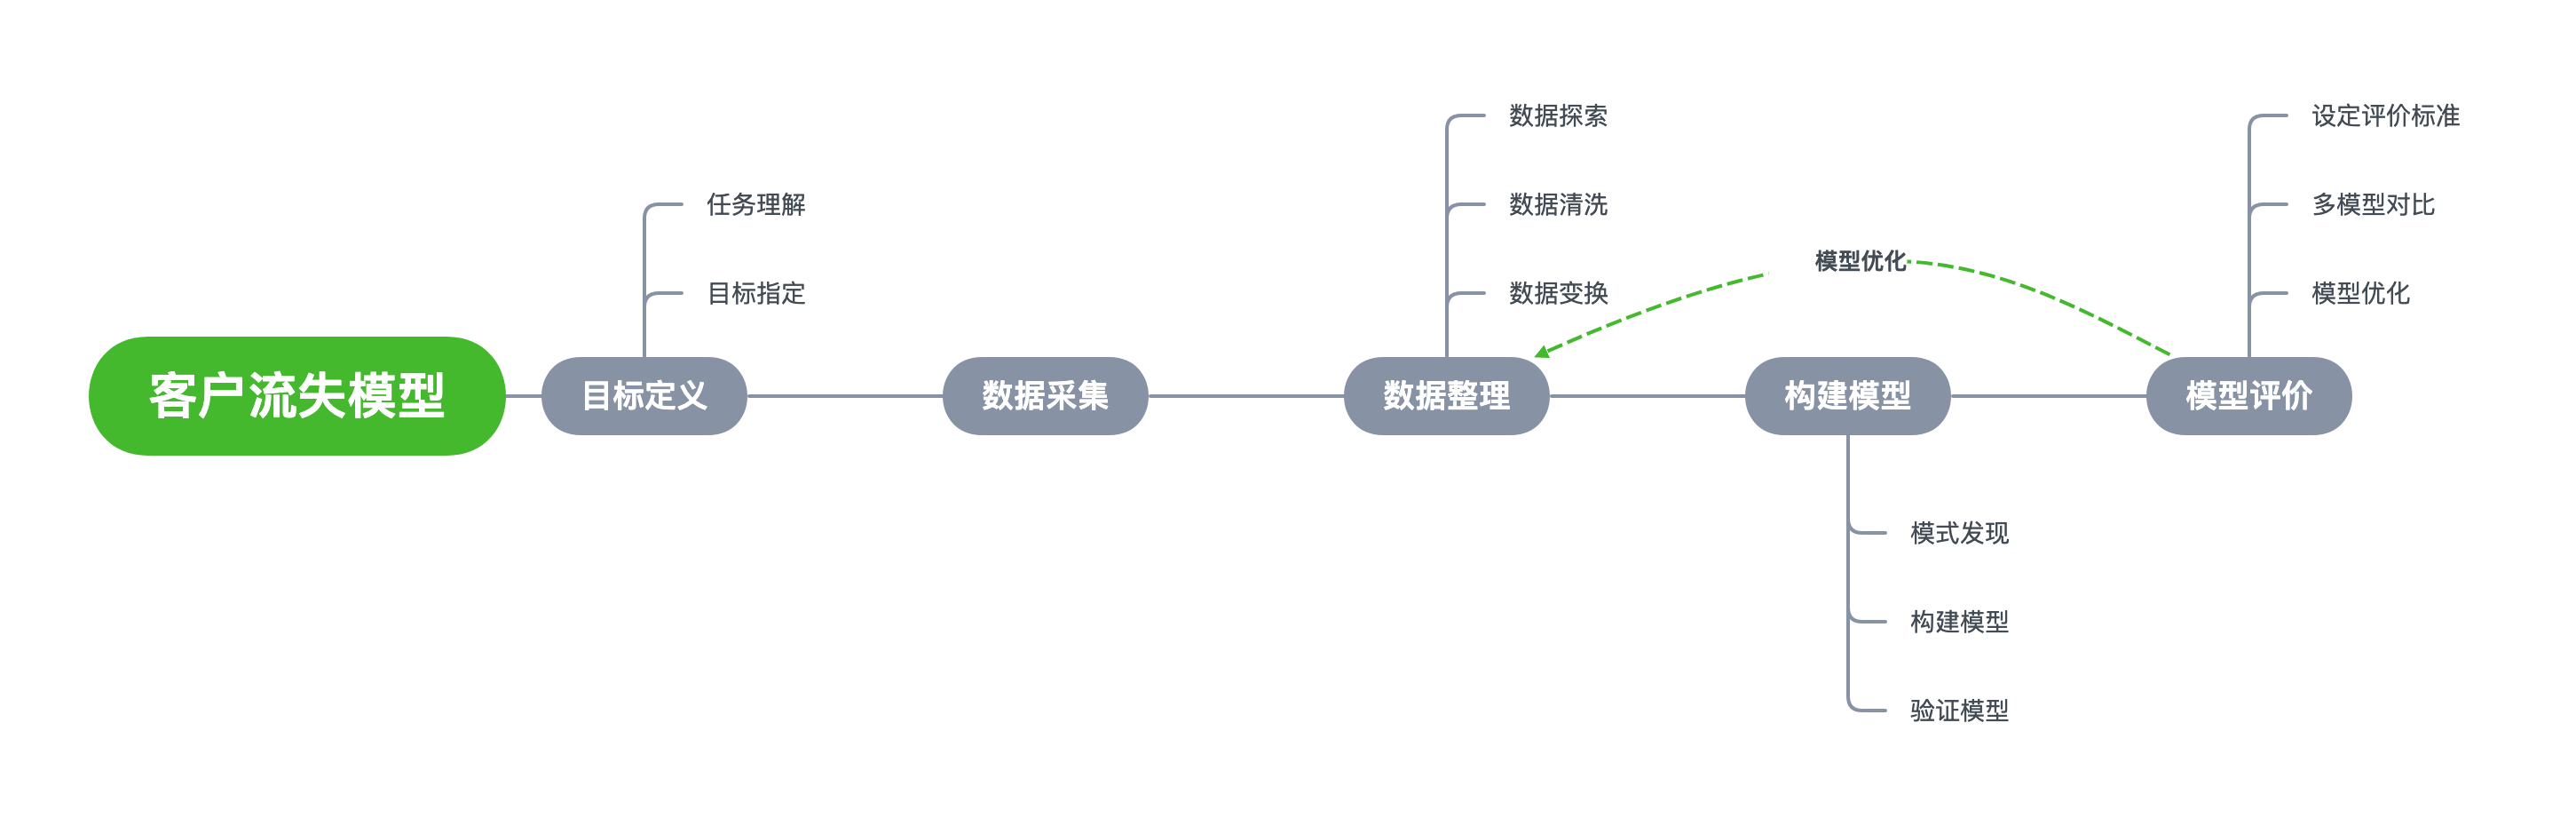 客户流失模型
目标定义
任务理解
目标指定
数据采集
数据整理
数据探索
数据清洗
数据变换
构建模型
模式发现
构建模型
验证模型
模型评价
设定评价标准
多模型对比
模型优化
模型优化